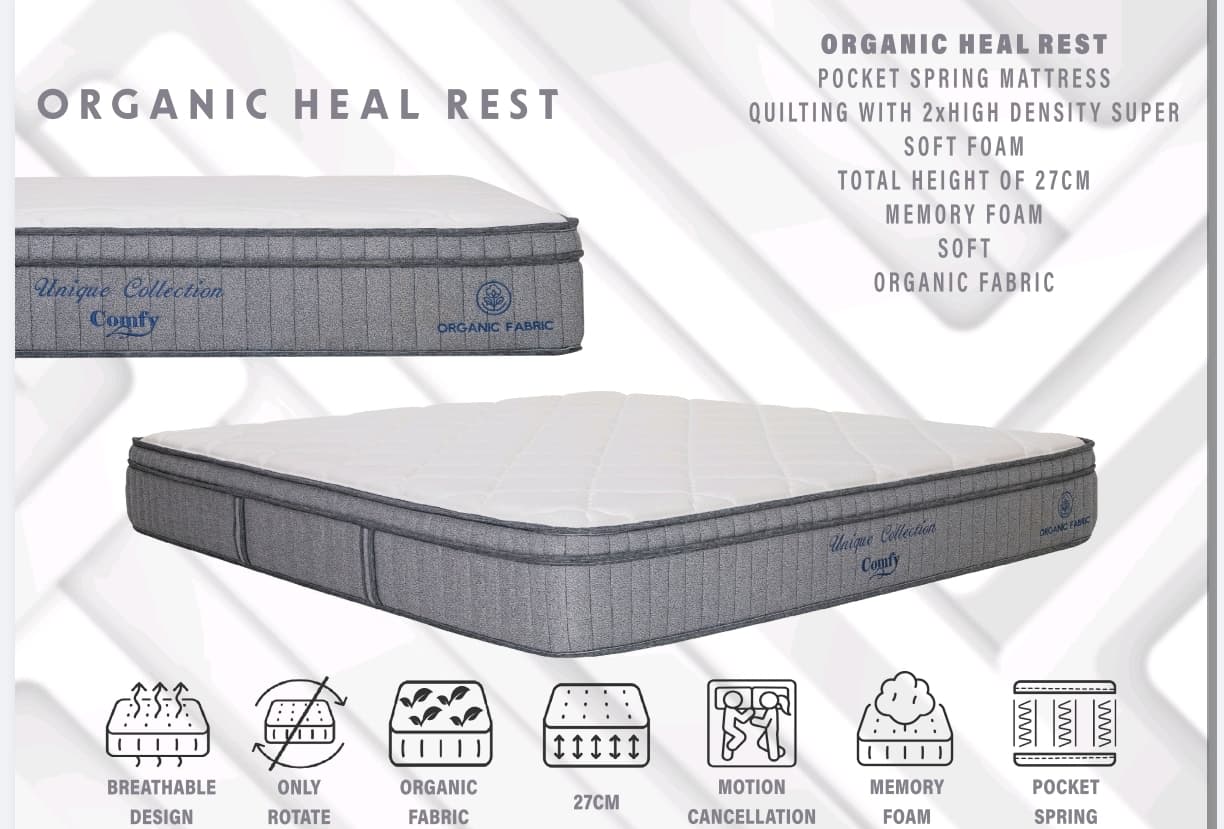 ORGANIC HEAL REST
ORGANIC HEAL REST
POCKET SPRING MATTRESS
QUILTING WITH 2xHIGH DENSITY SUPER
SOFT FOAM
TOTAL HEIGHT OF 27CM
MEMORY FOAM
SOFT
ORGANIC FABRIC
Unique Collection
Comfy
ORGANIC FABRIC
Unique Collection
Comfy
ORGANIC FABRIC
BREATHABLE
DESIGN
ONLY
ROTATE
ORGANIC
FABRIC
27CM
MOTION
CANCELLATION
MEMORY
FOAM
POCKET
SPRING